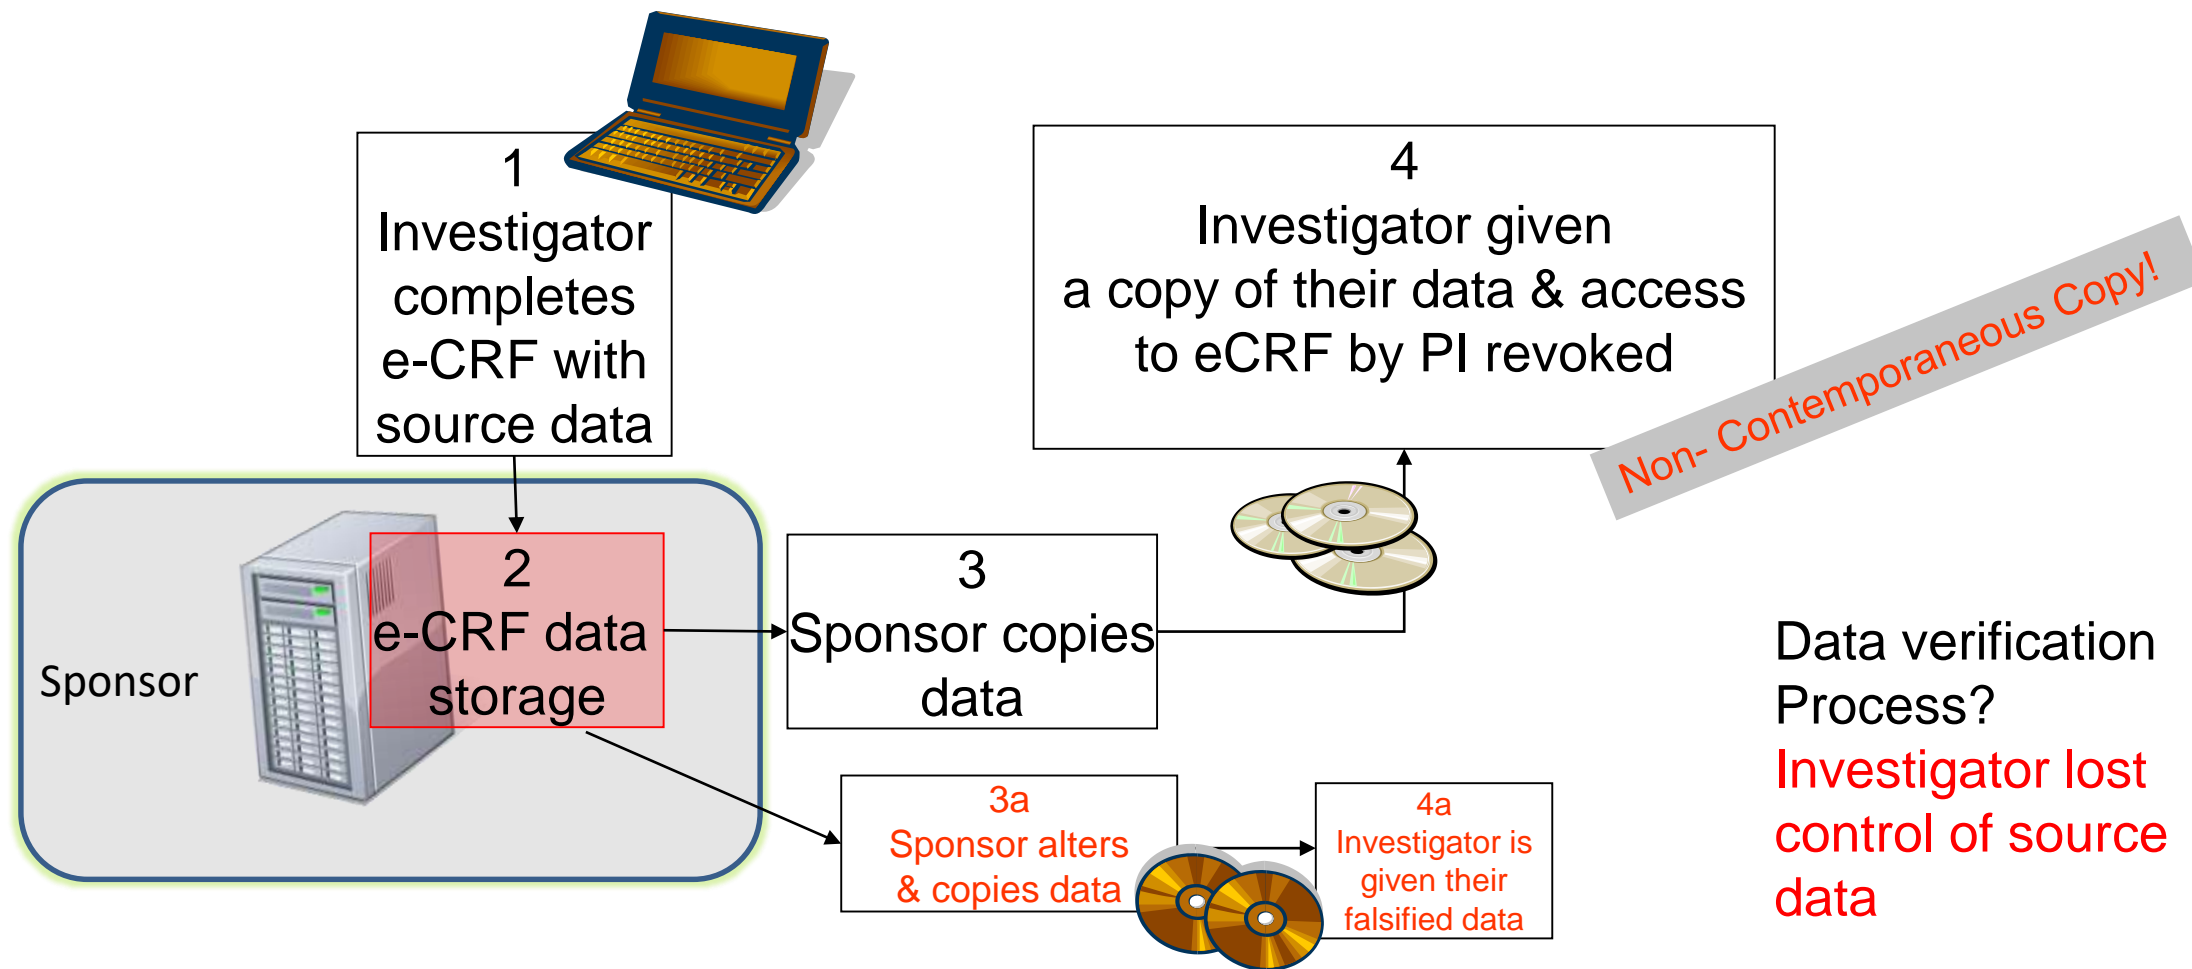 1
Investigator
completes
e-CRF with
source data
4
Investigator given
a copy of their data & access
to eCRF by PI revoked
Non- Contemporaneous Copy!
Sponsor
2
e-CRF data
storage
3
Sponsor copies
data
3a
Sponsor alters
& copies data
4a
Investigator is
given their
falsified data
Data verification
Process?
Investigator lost
control of source
data